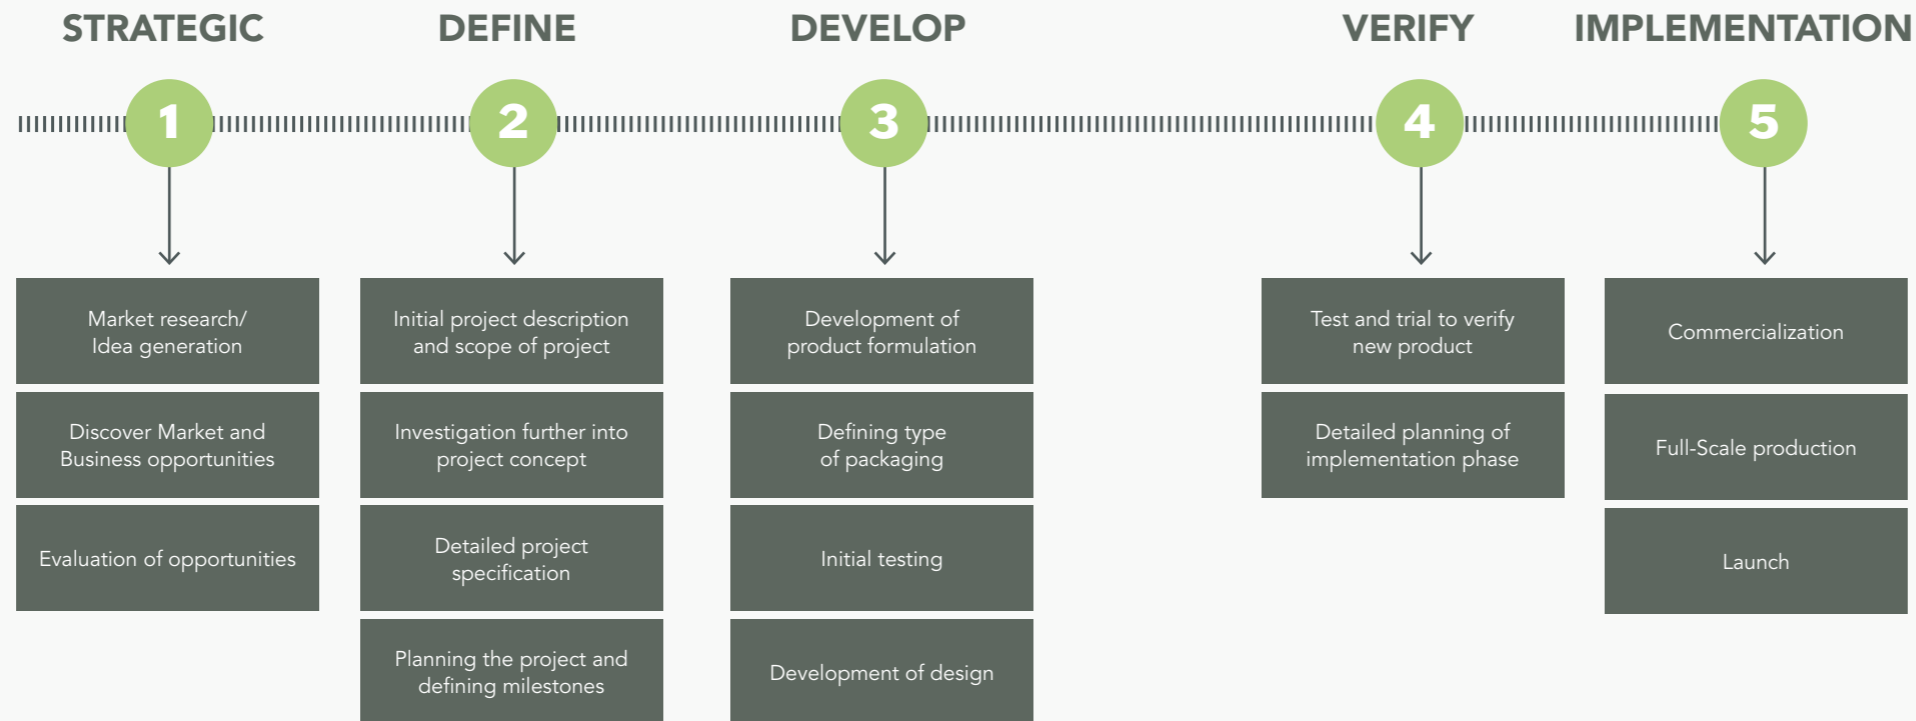 STRATEGIC
DEFINE
DEVELOP
VERIFY
IMPLEMENTATION
1
2
3
4
5
Market research/
Idea generation
Discover Market and
Business opportunities
Evaluation of opportunities
Initial project description
and scope of project
Investigation further into
project concept
Detailed project
specification
Planning the project and
defining milestones
Development of
product formulation
Defining type
of packaging
Initial testing
Development of design
Test and trial to verify
new product
Detailed planning of
implementation phase
Commercialization
Full-Scale production
Launch